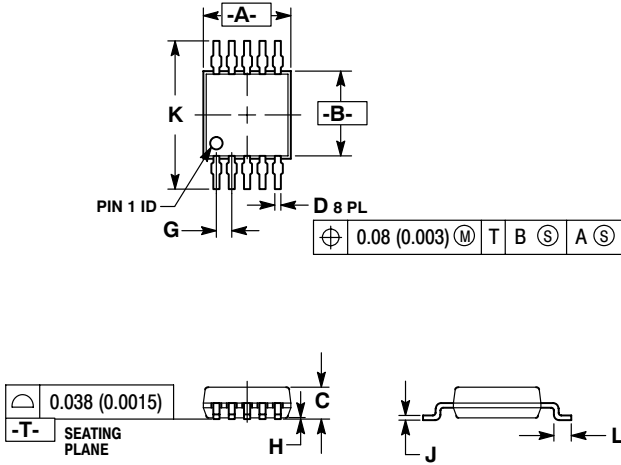 -A-
K
-B-
PIN 1 ID
G
D 8 PL
0.08 (0.003) Ⓜ T B Ⓢ A Ⓢ
0.038 (0.0015)
-T- SEATING
PLANE
C
H
J
L